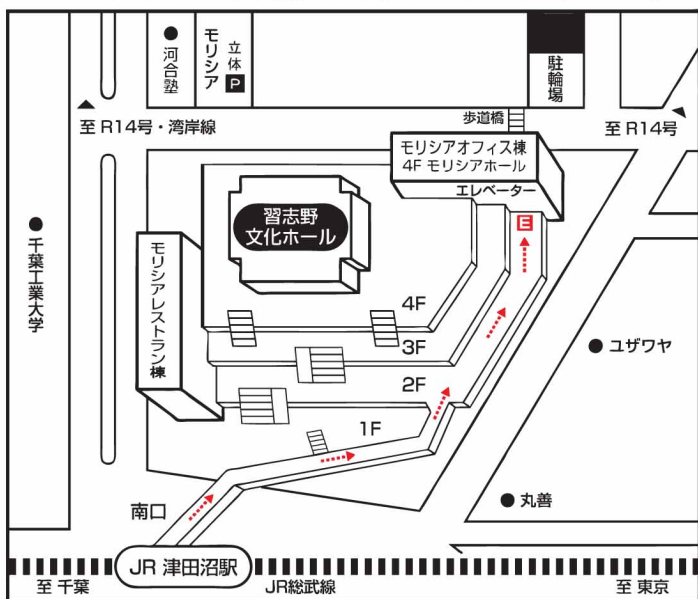 河合塾
モリシア
立体
P
駐輪場
至 R14号・湾岸線
歩道橋
至 R14号
モリシアオフィス棟
4F モリシアホール
エレベーター
E
習志野
文化ホール
千葉工業大学
モリシアレストラン棟
4F
3F
2F
1F
ユザワヤ
丸善
南口
JR 津田沼駅
至 千葉
JR総武線
至 東京